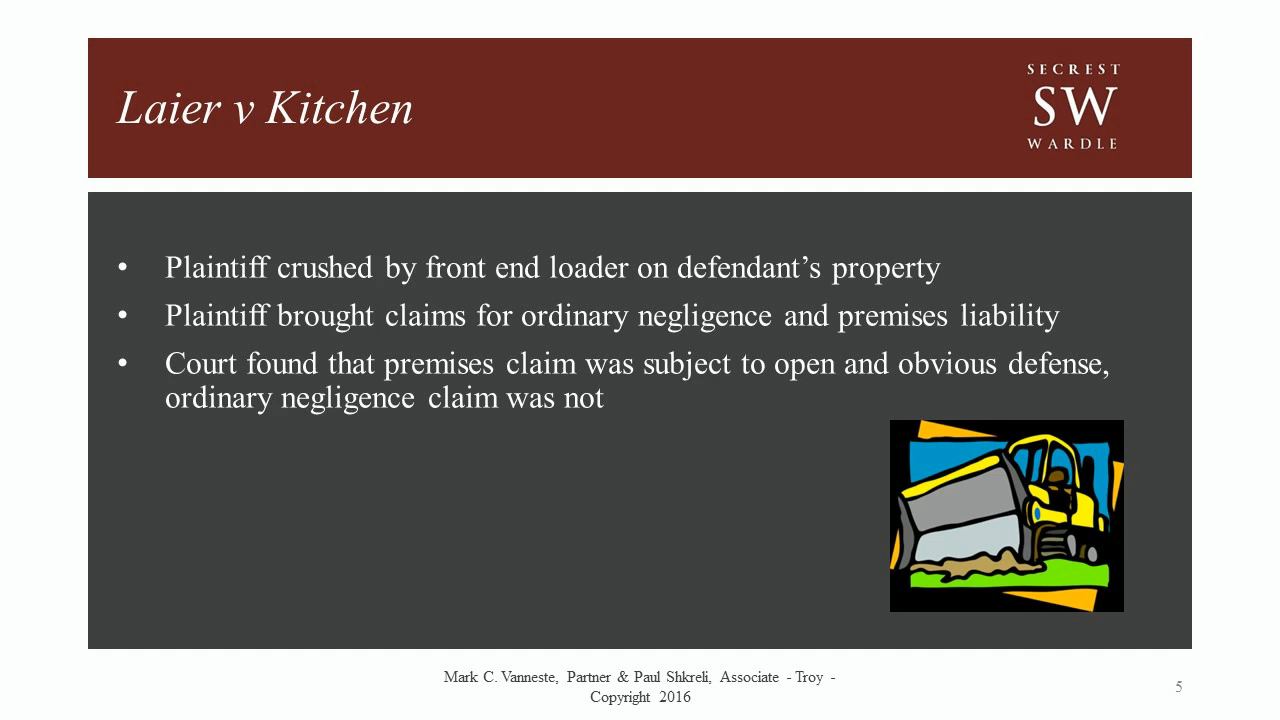 Laier v Kitchen
SECREST
SW
WARDLE
• Plaintiff crushed by front end loader on defendant’s property
• Plaintiff brought claims for ordinary negligence and premises liability
• Court found that premises claim was subject to open and obvious defense,
ordinary negligence claim was not
Mark C. Vanneste, Partner & Paul Shkreli, Associate - Troy -
Copyright 2016
5